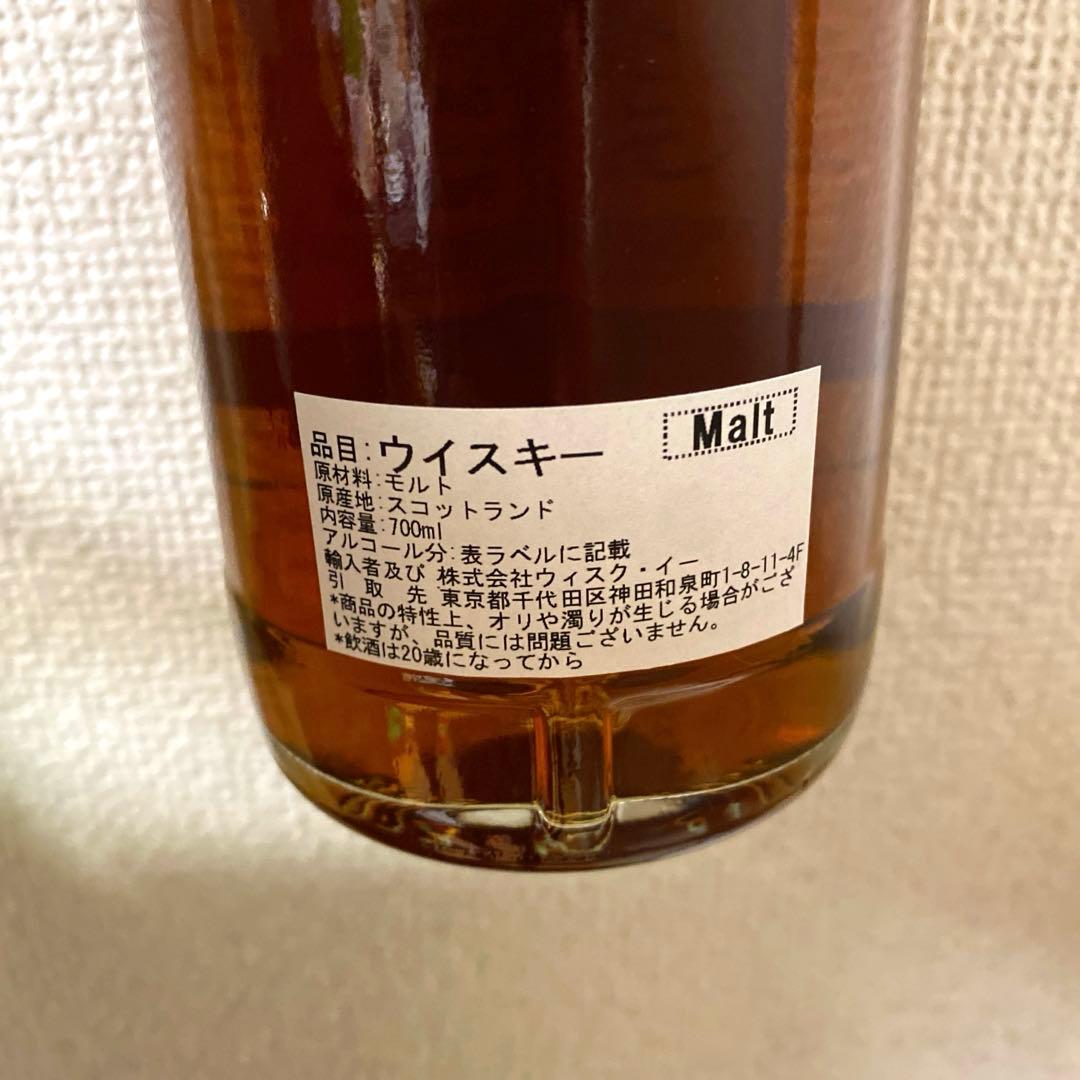 Malt
品目:ウイスキー
原材料:モルト
原産地:スコットランド
内容量:700ml
アルコール分:表ラベルに記載
輸入者及び 株式会社ウィスク・イー
引 取 先 東京都千代田区神田和泉町1-8-11-4F
*商品の特性上、オリや濁りが生じる場合がござ
いますが、品質には問題ございません。
*飲酒は20歳になってから